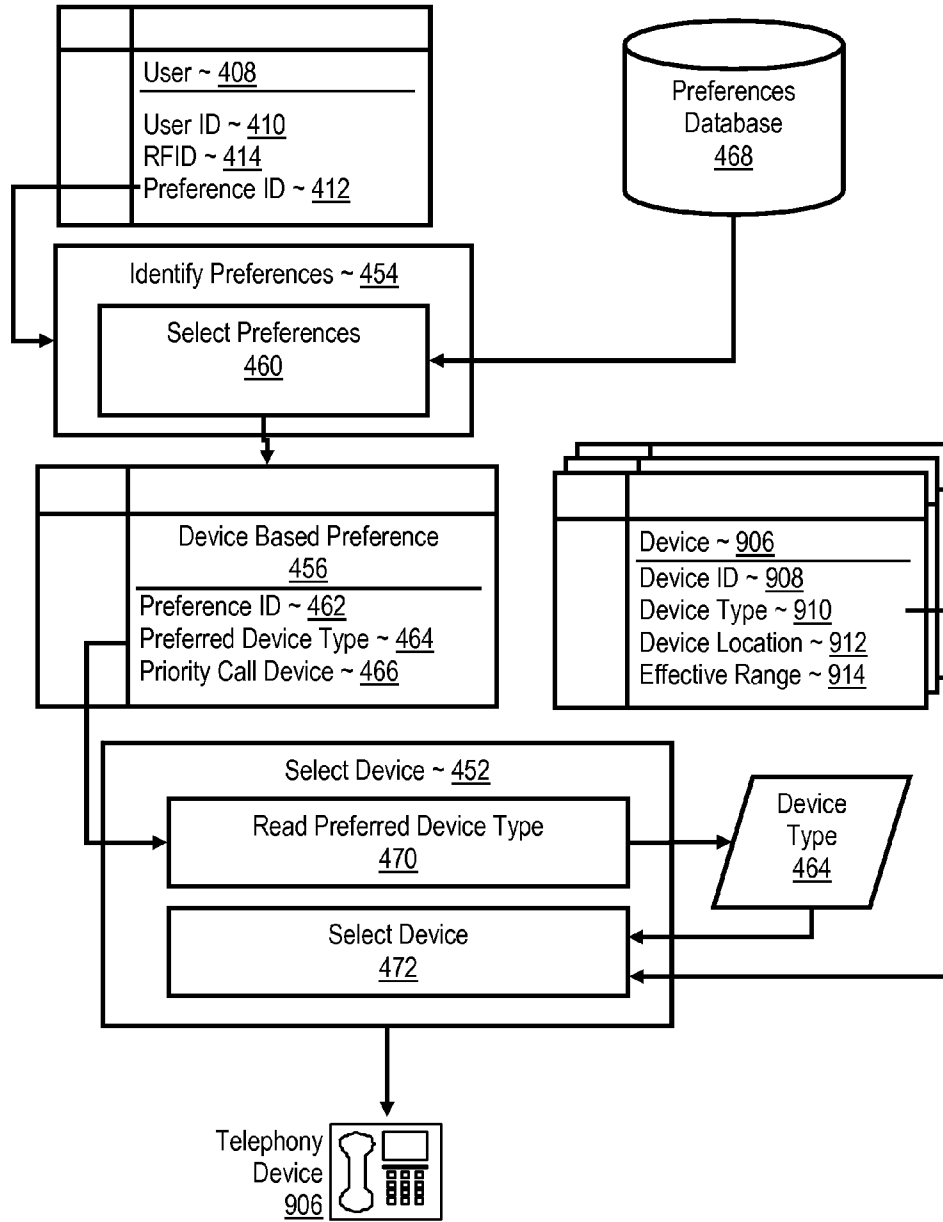 User ~ 408
User ID ~ 410
RFID ~ 414
Preference ID ~ 412
Preferences
Database
468
Identify Preferences ~ 454
Select Preferences
460
Device Based Preference
456
Preference ID ~ 462
Preferred Device Type ~ 464
Priority Call Device ~ 466
Device ~ 906
Device ID ~ 908
Device Type ~ 910
Device Location ~ 912
Effective Range ~ 914
Select Device ~ 452
Read Preferred Device Type
470
Device
Type
464
Select Device
472
Telephony
Device
906